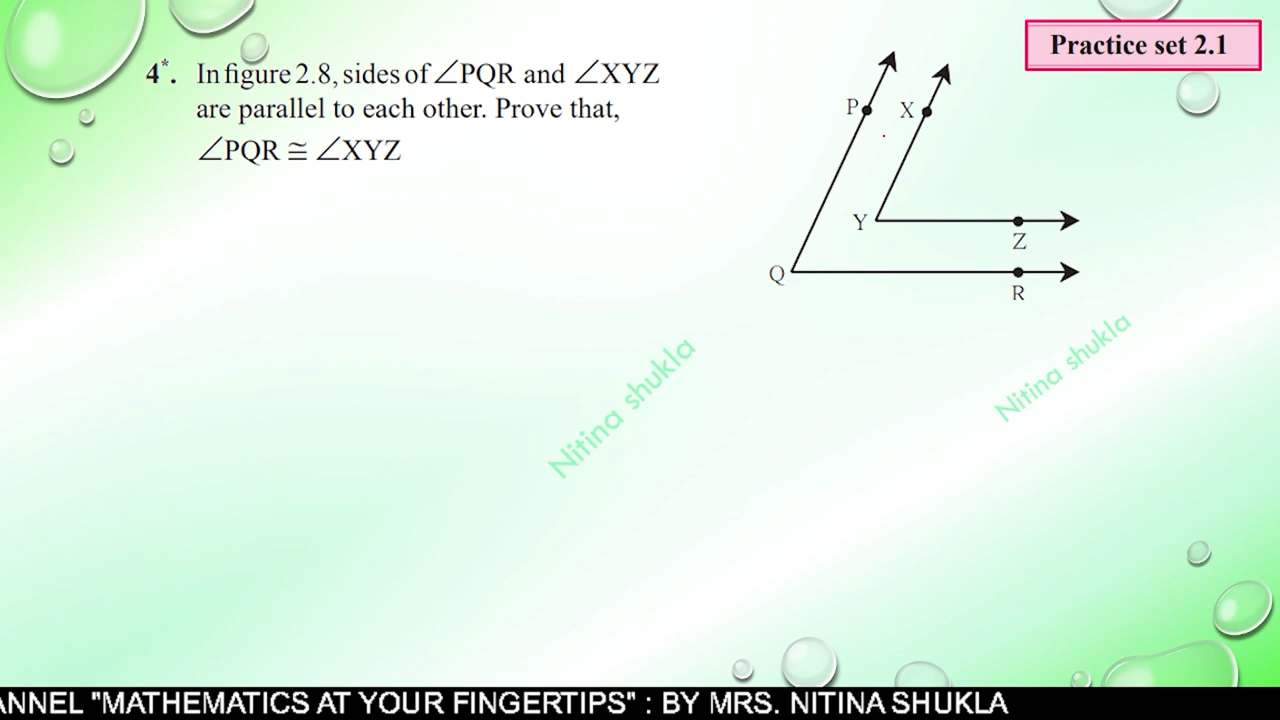 Practice set 2.1
4*. In figure 2.8, sides of ∠PQR and ∠XYZ
are parallel to each other. Prove that,
∠PQR ≅ ∠XYZ
P
X
Y
Z
Q
R
Nitina shukla
Nitina shukla
ANNEL "MATHEMATICS AT YOUR FINGERTIPS" : BY MRS. NITINA SHUKLA